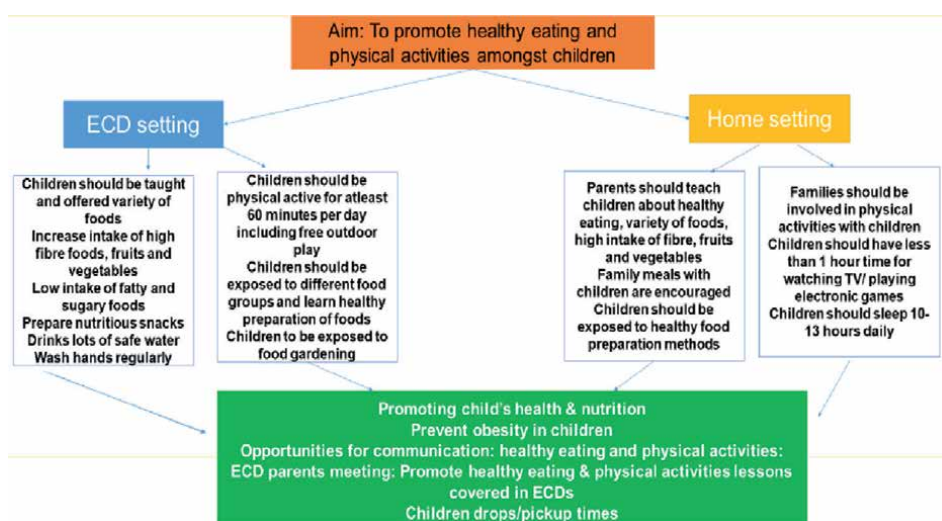 Aim: To promote healthy eating and
physical activities amongst children
ECD setting
Home setting
Children should be taught
and offered variety of
foods
Increase intake of high
fibre foods, fruits and
vegetables
Low intake of fatty and
sugary foods
Prepare nutritious snacks
Drinks lots of safe water
Wash hands regularly
Children should be
physical active for atleast
60 minutes per day
including free outdoor
play
Children should be
exposed to different food
groups and learn healthy
preparation of foods
Children to be exposed to
food gardening
Parents should teach
children about healthy
eating, variety of foods,
high intake of fibre, fruits
and vegetables
Family meals with
children are encouraged
Children should be
exposed to healthy food
preparation methods
Families should be
involved in physical
activities with children
Children should have less
than 1 hour time for
watching TV/ playing
electronic games
Children should sleep 10-
13 hours daily
Promoting child's health & nutrition
Prevent obesity in children
Opportunities for communication: healthy eating and physical activities:
ECD parents meeting: Promote healthy eating & physical activities lessons
covered in ECDs
Children drops/pickup times